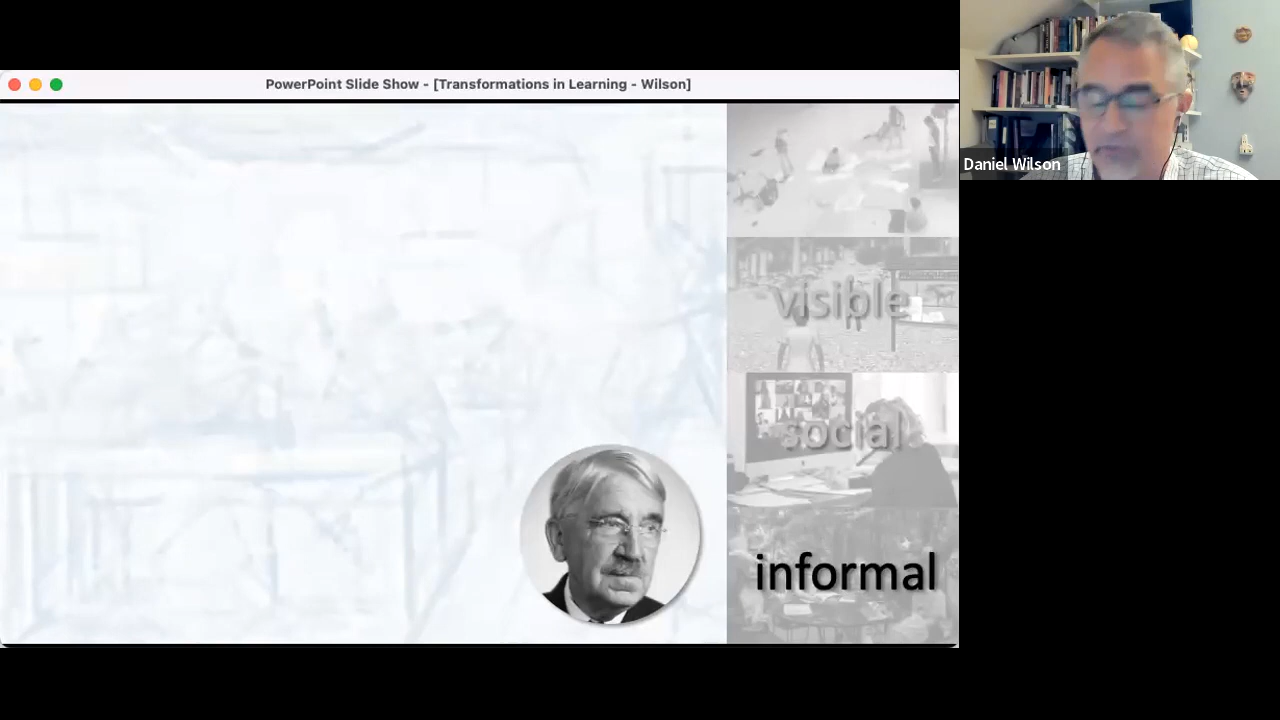 PowerPoint Slide Show - [Transformations in Learning - Wilson]
Daniel Wilson
visible
social
informal